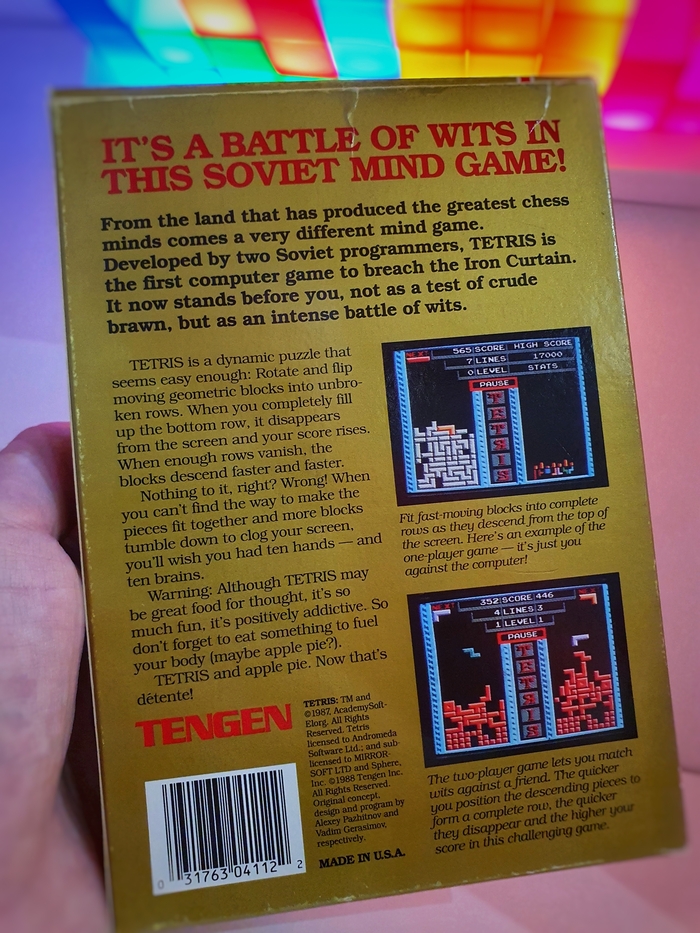 IT'S A BATTLE OF WITS IN
THIS SOVIET MIND GAME!
From the land that has produced the greatest chess
minds comes a very different mind game.
Developed by two Soviet programmers, TETRIS is
the first computer game to breach the Iron Curtain.
It now stands before you, not as a test of crude
brawn, but as an intense battle of wits.
TETRIS is a dynamic puzzle that
seems easy enough: Rotate and flip
moving geometric blocks into unbro-
ken rows. When you completely fill
up the bottom row, it disappears
from the screen and your score rises.
When enough rows vanish, the
blocks descend faster and faster.
Nothing to it, right? Wrong! When
you can't find the way to make the
pieces fit together and more blocks
tumble down to clog your screen,
you'll wish you had ten hands — and
ten brains.
Warning: Although TETRIS may
be great food for thought, it's so
much fun, it's positively addictive. So
don't forget to eat something to fuel
your body (maybe apple pie?).
TETRIS and apple pie. Now that's
détente!
565 SCORE HIGH SCORE
7 LINES 17000
0 LEVEL STATS
PAUSE
TETRIS
Fit fast-moving blocks into complete
rows as they descend from the top of
the screen. Here's an example of the
one-player game — it's just you
against the computer!
352 SCORE 446
4 LINES 3
1 LEVEL 1
PAUSE
TETRIS
The two-player game lets you match
wits against a friend. The quicker
you position the descending pieces to
form a complete row, the quicker
they disappear and the higher your
score in this challenging game.
TENGEN
TETRIS: TM and
©1987, AcademySoft-
Elorg. All Rights
Reserved. Tetris
licensed to Andromeda
Software Ltd.; and sub-
licensed to MIRROR-
SOFT LTD and Sphere,
Inc. ©1988 Tengen Inc.
All Rights Reserved.
Original concept,
design and program by
Alexey Pazhitnov and
Vadim Gerasimov,
respectively.
MADE IN U.S.A.
0 31763 04112 2